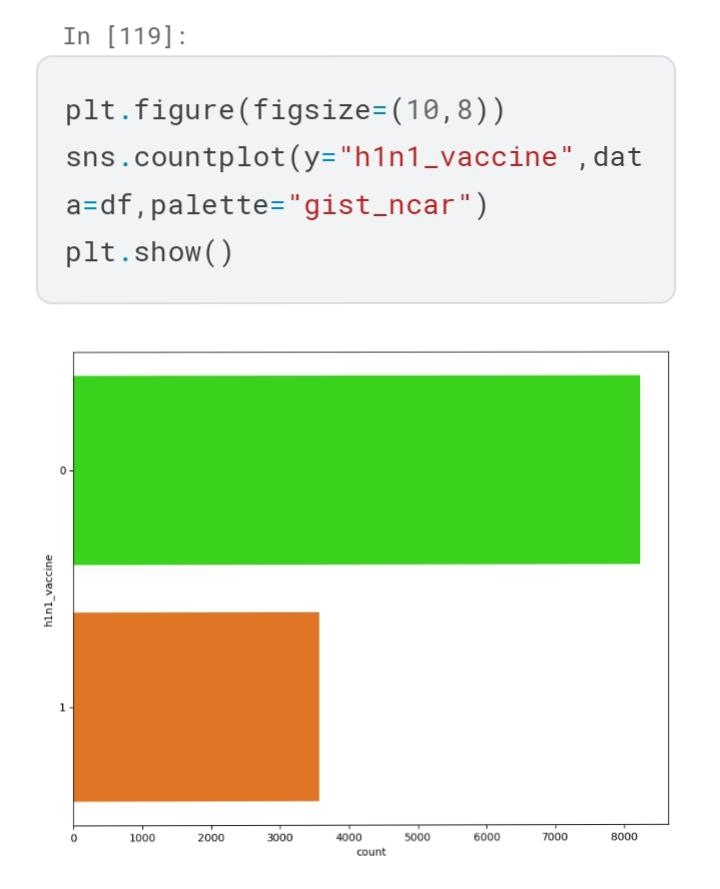 In [119]:
plt.figure(figsize=(10,8))
sns.countplot(y="h1n1_vaccine",dat
a=df,palette="gist_ncar")
plt.show()
0
1
h1n1_vaccine
0 1000 2000 3000 4000 5000 6000 7000 8000
count